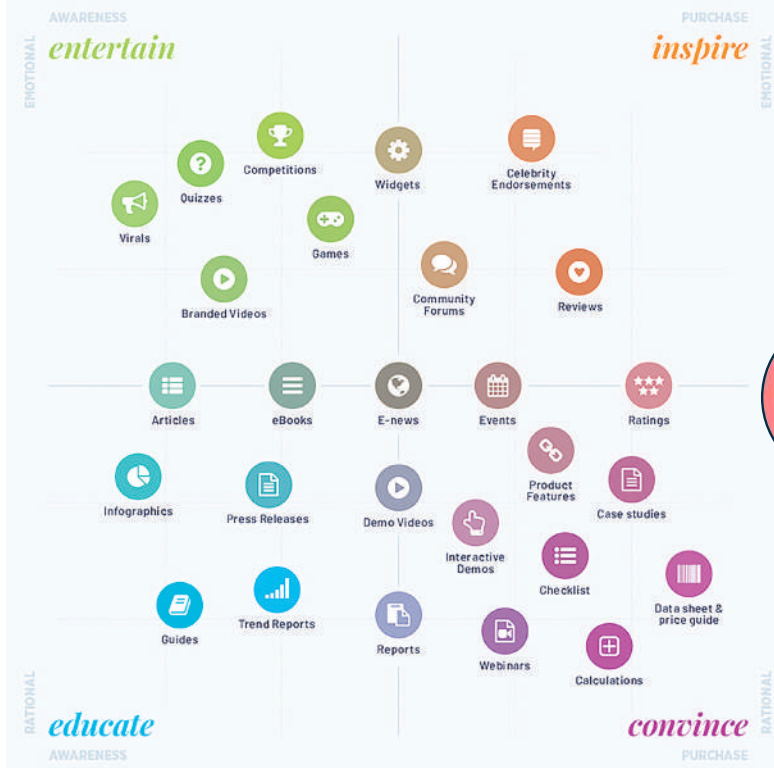 AWARENESS
PURCHASE
EMOTIONAL
entertain
inspire
EMOTIONAL
Competitions
Widgets
Celebrity
Endorsements
Quizzes
Virals
Games
Branded Videos
Community
Forums
Reviews
Articles
eBooks
E-news
Events
Ratings
Infographics
Press Releases
Demo Videos
Product
Features
Case studies
Interactive
Demos
Checklist
Data sheet &
price guide
Guides
Trend Reports
Reports
Webinars
Calculations
RATIONAL
educate
convince
RATIONAL
AWARENESS
PURCHASE